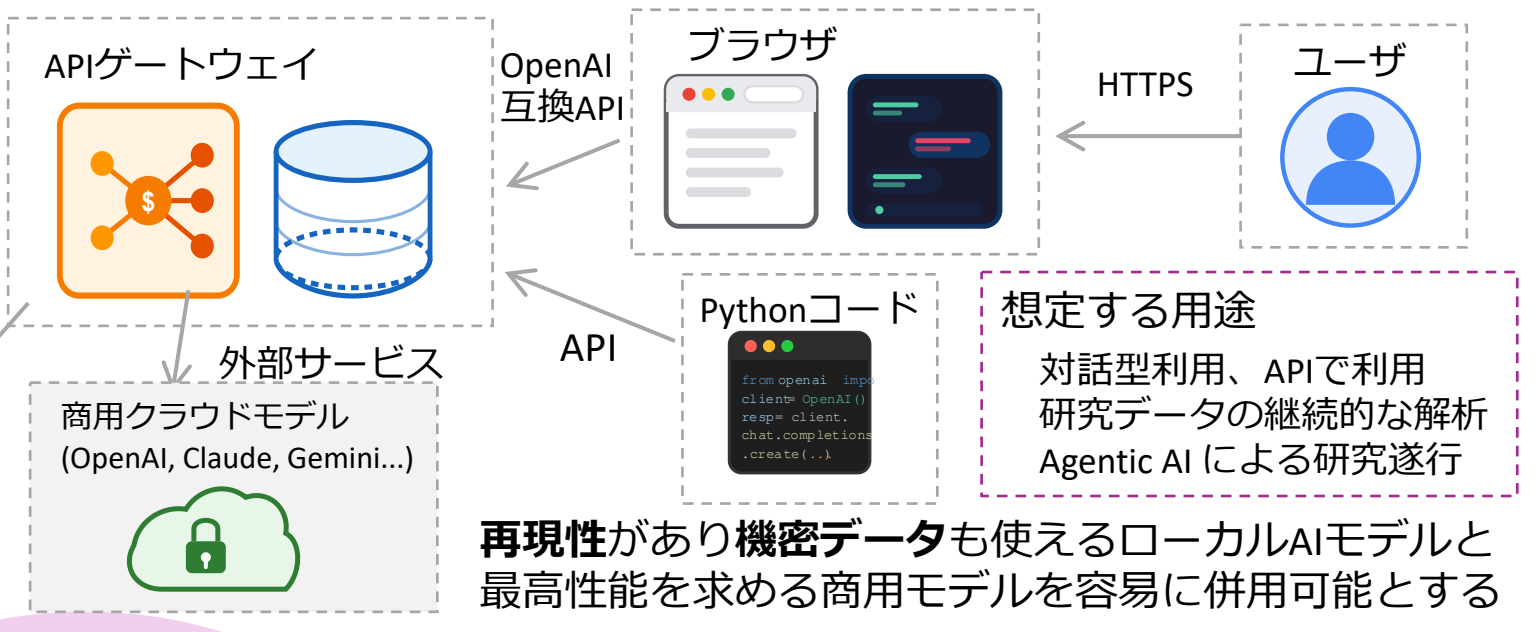 APIゲートウェイ
$
OpenAI
互換API
ブラウザ
HTTPS
ユーザ
外部サービス
商用クラウドモデル
(OpenAI, Claude, Gemini...)
API
Pythonコード
from openai impo
client= OpenAI()
resp= client.
chat.completions
.create(..).
想定する用途
対話型利用、APIで利用
研究データの継続的な解析
Agentic AI による研究遂行
再現性があり機密データも使えるローカルAIモデルと
最高性能を求める商用モデルを容易に併用可能とする